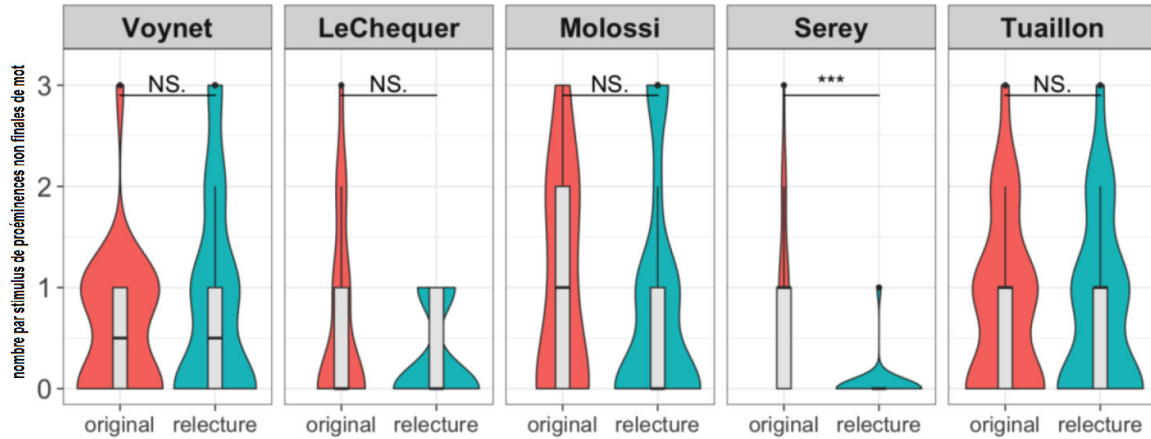 Voynet LeChequer Molossi Serey Tuaillon
nombre par stimulus de proéminences non finales de mot
3
2
1
0
NS. NS. NS. *** NS.
original relecture original relecture original relecture original relecture original relecture